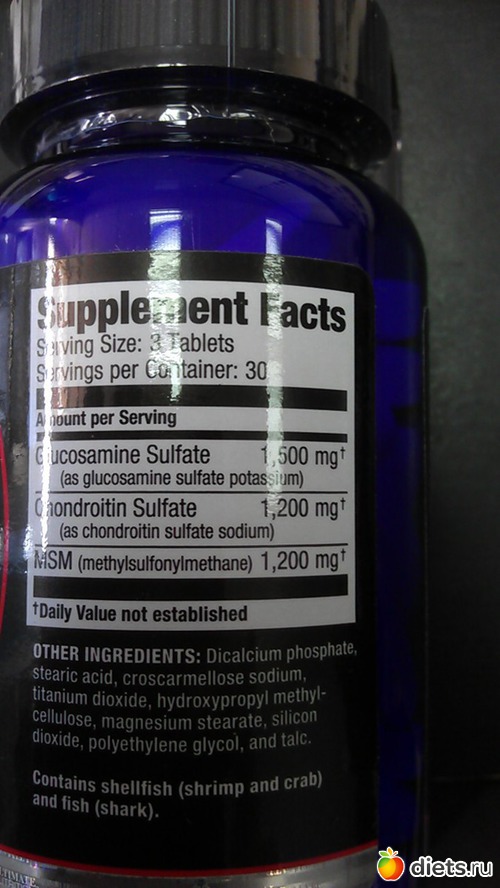 Supplement Facts
Serving Size: 3 Tablets
Servings per Container: 30
Amount per Serving
Glucosamine Sulfate 1,500 mg†
(as glucosamine sulfate potassium)
Chondroitin Sulfate 1,200 mg†
(as chondroitin sulfate sodium)
MSM (methylsulfonylmethane) 1,200 mg†
†Daily Value not established
OTHER INGREDIENTS: Dicalcium phosphate,
stearic acid, croscarmellose sodium,
titanium dioxide, hydroxypropyl methyl-
cellulose, magnesium stearate, silicon
dioxide, polyethylene glycol, and talc.
Contains shellfish (shrimp and crab)
and fish (shark).
diets.ru